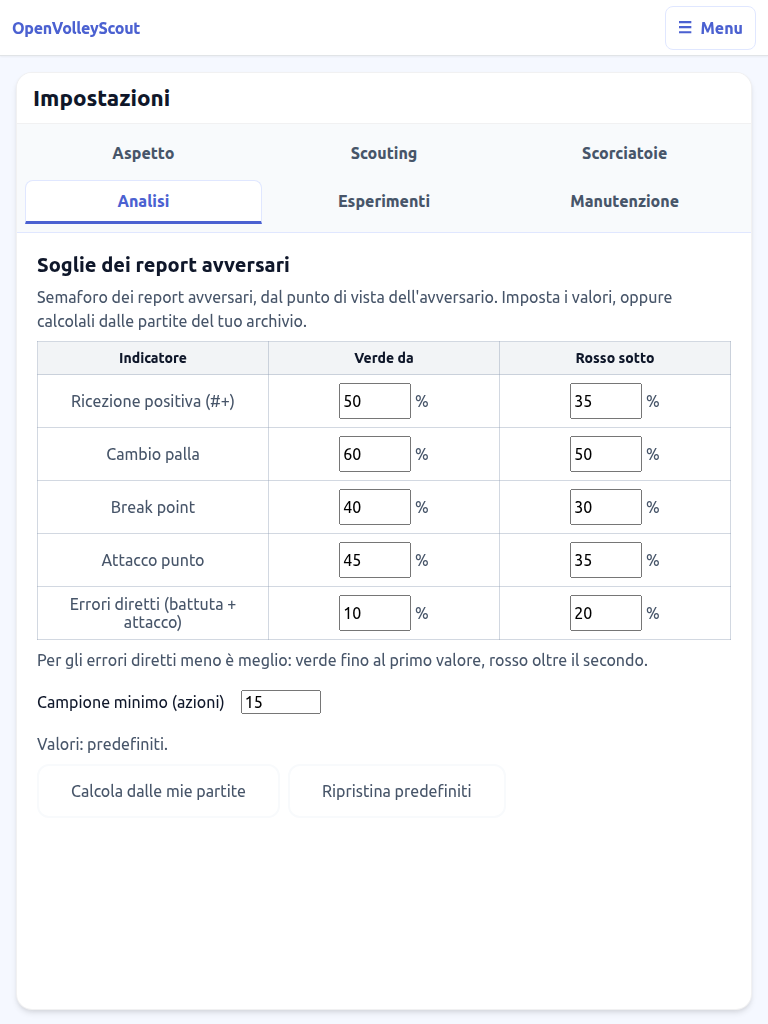 OpenVolleyScout
☰ Menu
Impostazioni
Aspetto Scouting Scorciatoie
Analisi Esperimenti Manutenzione
Soglie dei report avversari
Semaforo dei report avversari, dal punto di vista dell'avversario. Imposta i valori, oppure
calcolali dalle partite del tuo archivio.
Indicatore Verde da Rosso sotto
Ricezione positiva (#+) 50 % 35 %
Cambio palla 60 % 50 %
Break point 40 % 30 %
Attacco punto 45 % 35 %
Errori diretti (battuta +
attacco) 10 % 20 %
Per gli errori diretti meno è meglio: verde fino al primo valore, rosso oltre il secondo.
Campione minimo (azioni) 15
Valori: predefiniti.
Calcola dalle mie partite Ripristina predefiniti